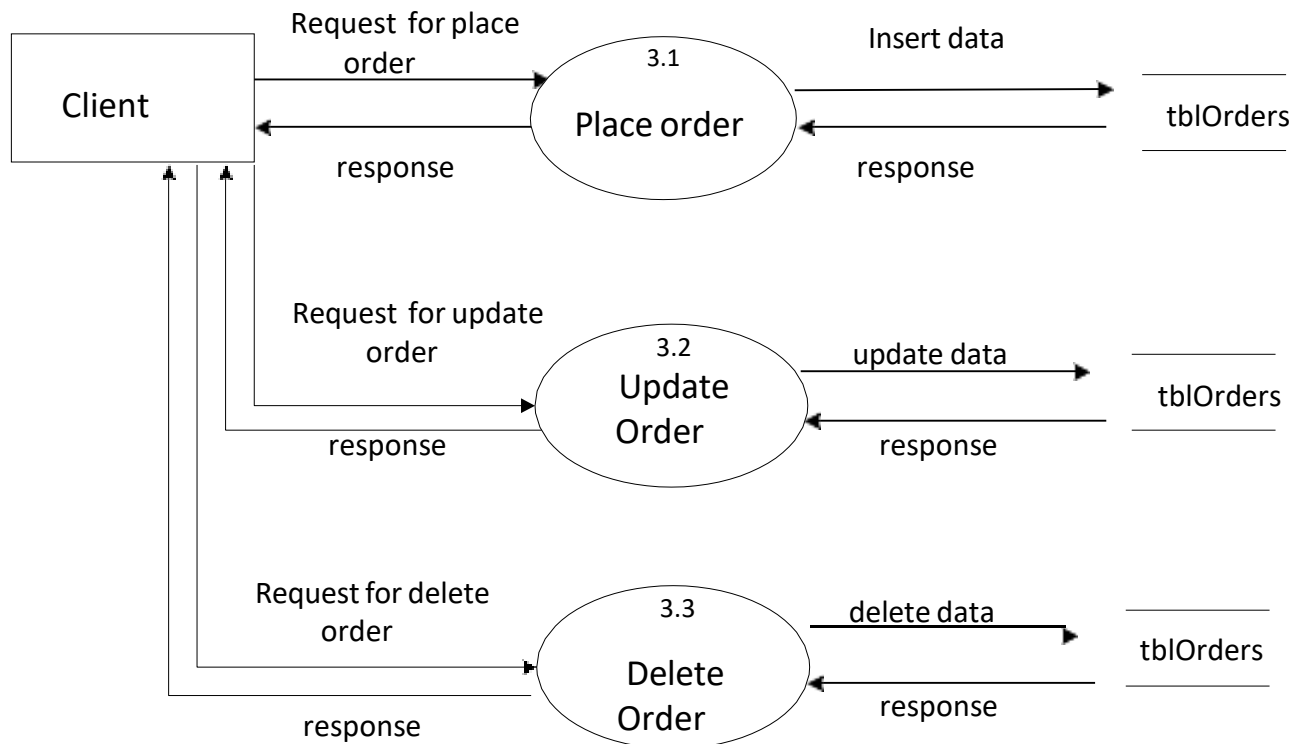 Request for place
order
3.1
Insert data
Client
Place order
tblOrders
response
response
Request for update
order
3.2
update data
Update
Order
tblOrders
response
response
Request for delete
order
3.3
delete data
tblOrders
Delete
Order
response
response